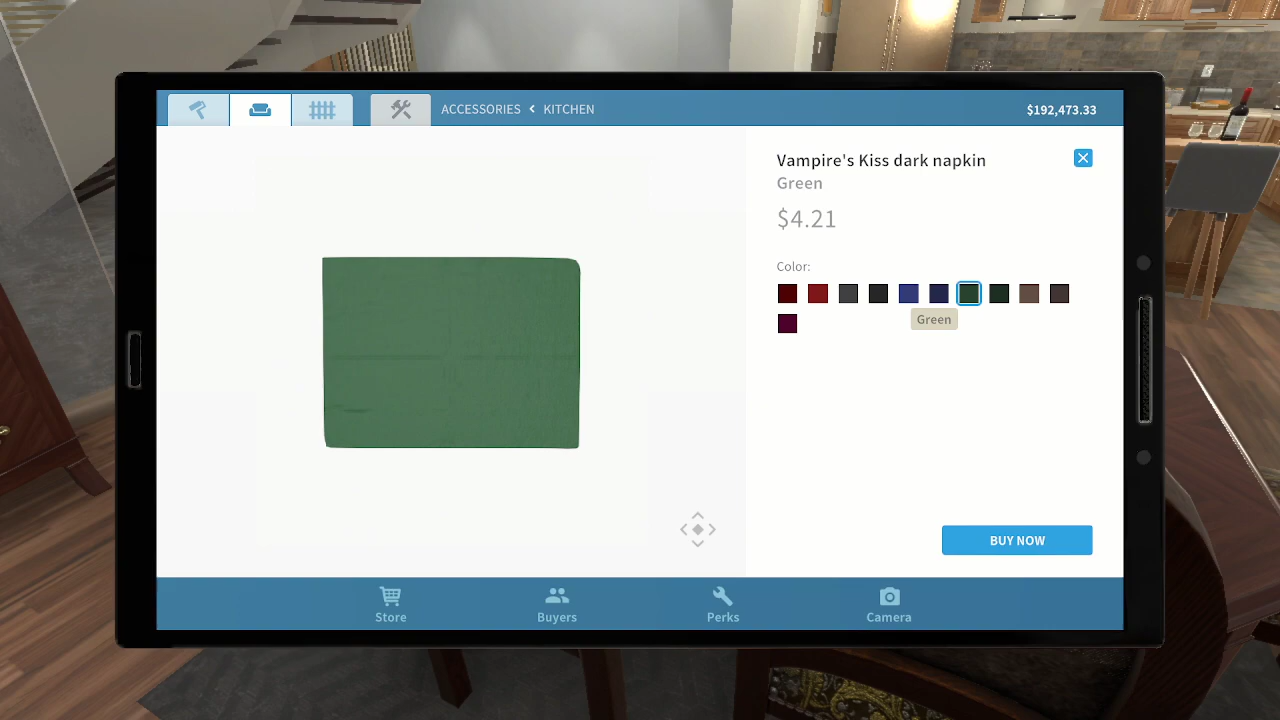 ACCESSORIES < KITCHEN
$192,473.33
Vampire's Kiss dark napkin
Green
$4.21
Color:
Green
BUY NOW
Store
Buyers
Perks
Camera